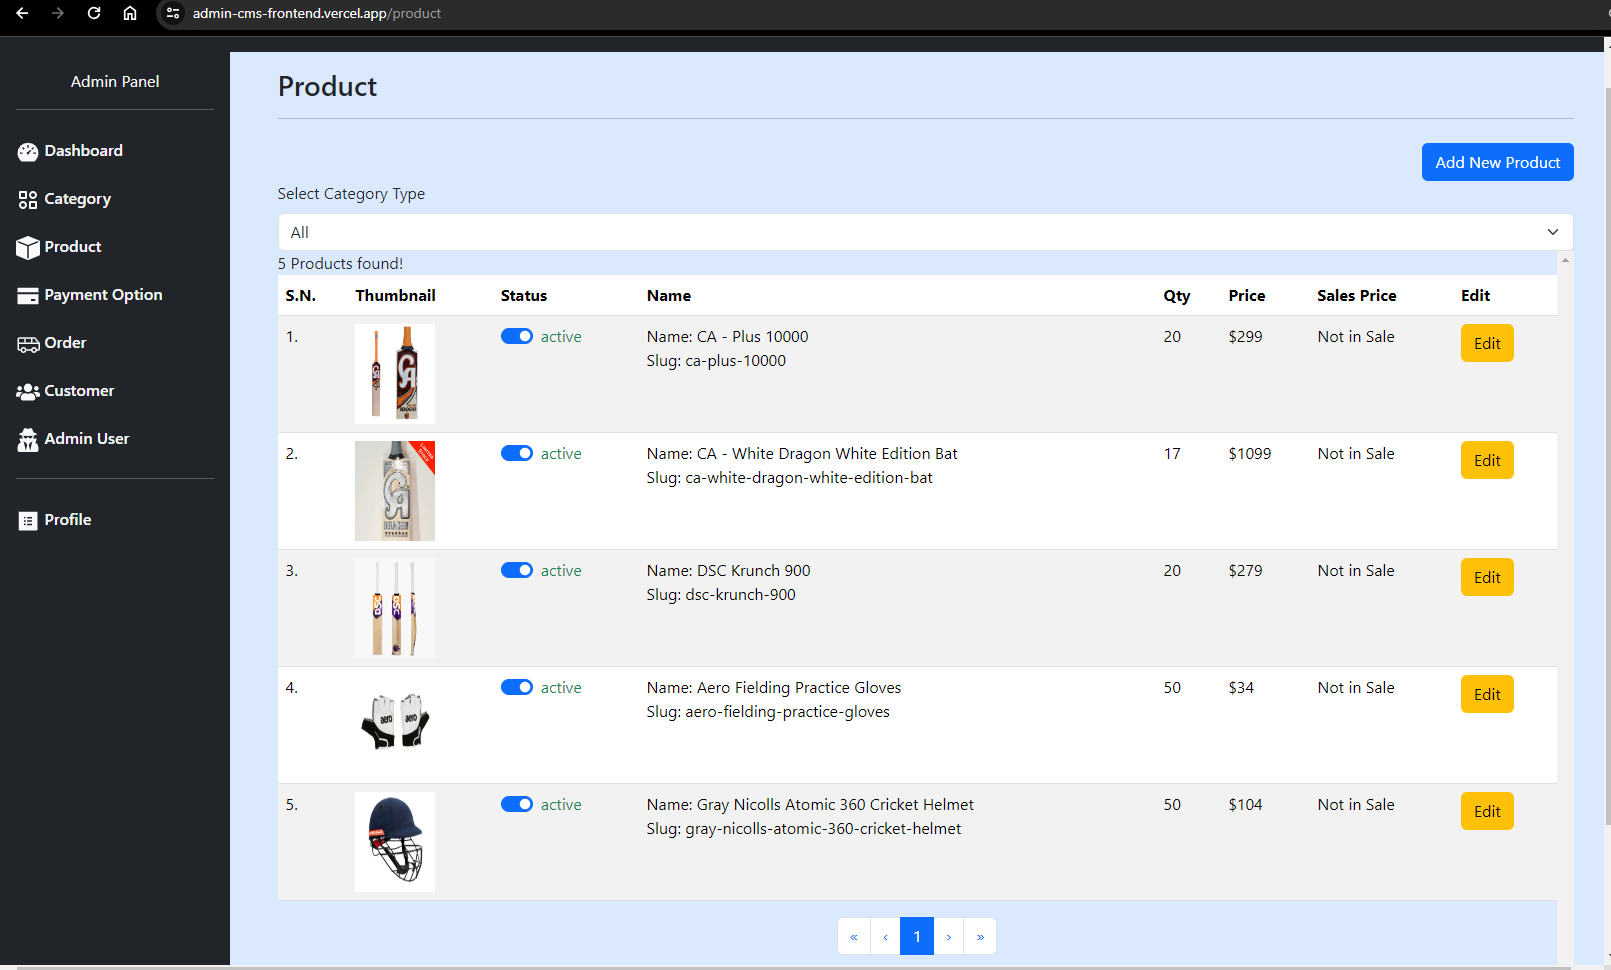 admin-cms-frontend.vercel.app/product
Admin Panel
Dashboard
Category
Product
Payment Option
Order
Customer
Admin User
Profile
Product
Add New Product
Select Category Type
All
5 Products found!
S.N. Thumbnail Status Name Qty Price Sales Price Edit
1. active Name: CA - Plus 10000 20 $299 Not in Sale Edit
Slug: ca-plus-10000
2. active Name: CA - White Dragon White Edition Bat 17 $1099 Not in Sale Edit
Slug: ca-white-dragon-white-edition-bat
3. active Name: DSC Krunch 900 20 $279 Not in Sale Edit
Slug: dsc-krunch-900
4. active Name: Aero Fielding Practice Gloves 50 $34 Not in Sale Edit
Slug: aero-fielding-practice-gloves
aero aero
5. active Name: Gray Nicolls Atomic 360 Cricket Helmet 50 $104 Not in Sale Edit
Slug: gray-nicolls-atomic-360-cricket-helmet
« ‹ 1 › »